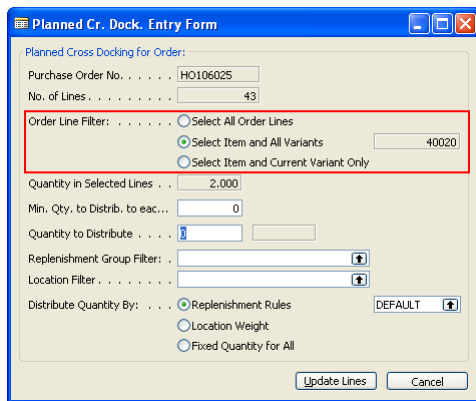 Planned Cr. Dock. Entry Form
Planned Cross Docking for Order:
Purchase Order No. . . . . . HO106025
No. of Lines . . . . . . . . . 43
Order Line Filter: . . . . . . Select All Order Lines
Select Item and All Variants 40020
Select Item and Current Variant Only
Quantity in Selected Lines . . 2.000
Min. Qty. to Distrib. to eac... 0
Quantity to Distribute . . . . 0
Replenishment Group Filter: .
Location Filter . . . . . . . .
Distribute Quantity By: . . . Replenishment Rules DEFAULT
Location Weight
Fixed Quantity for All
Update Lines Cancel